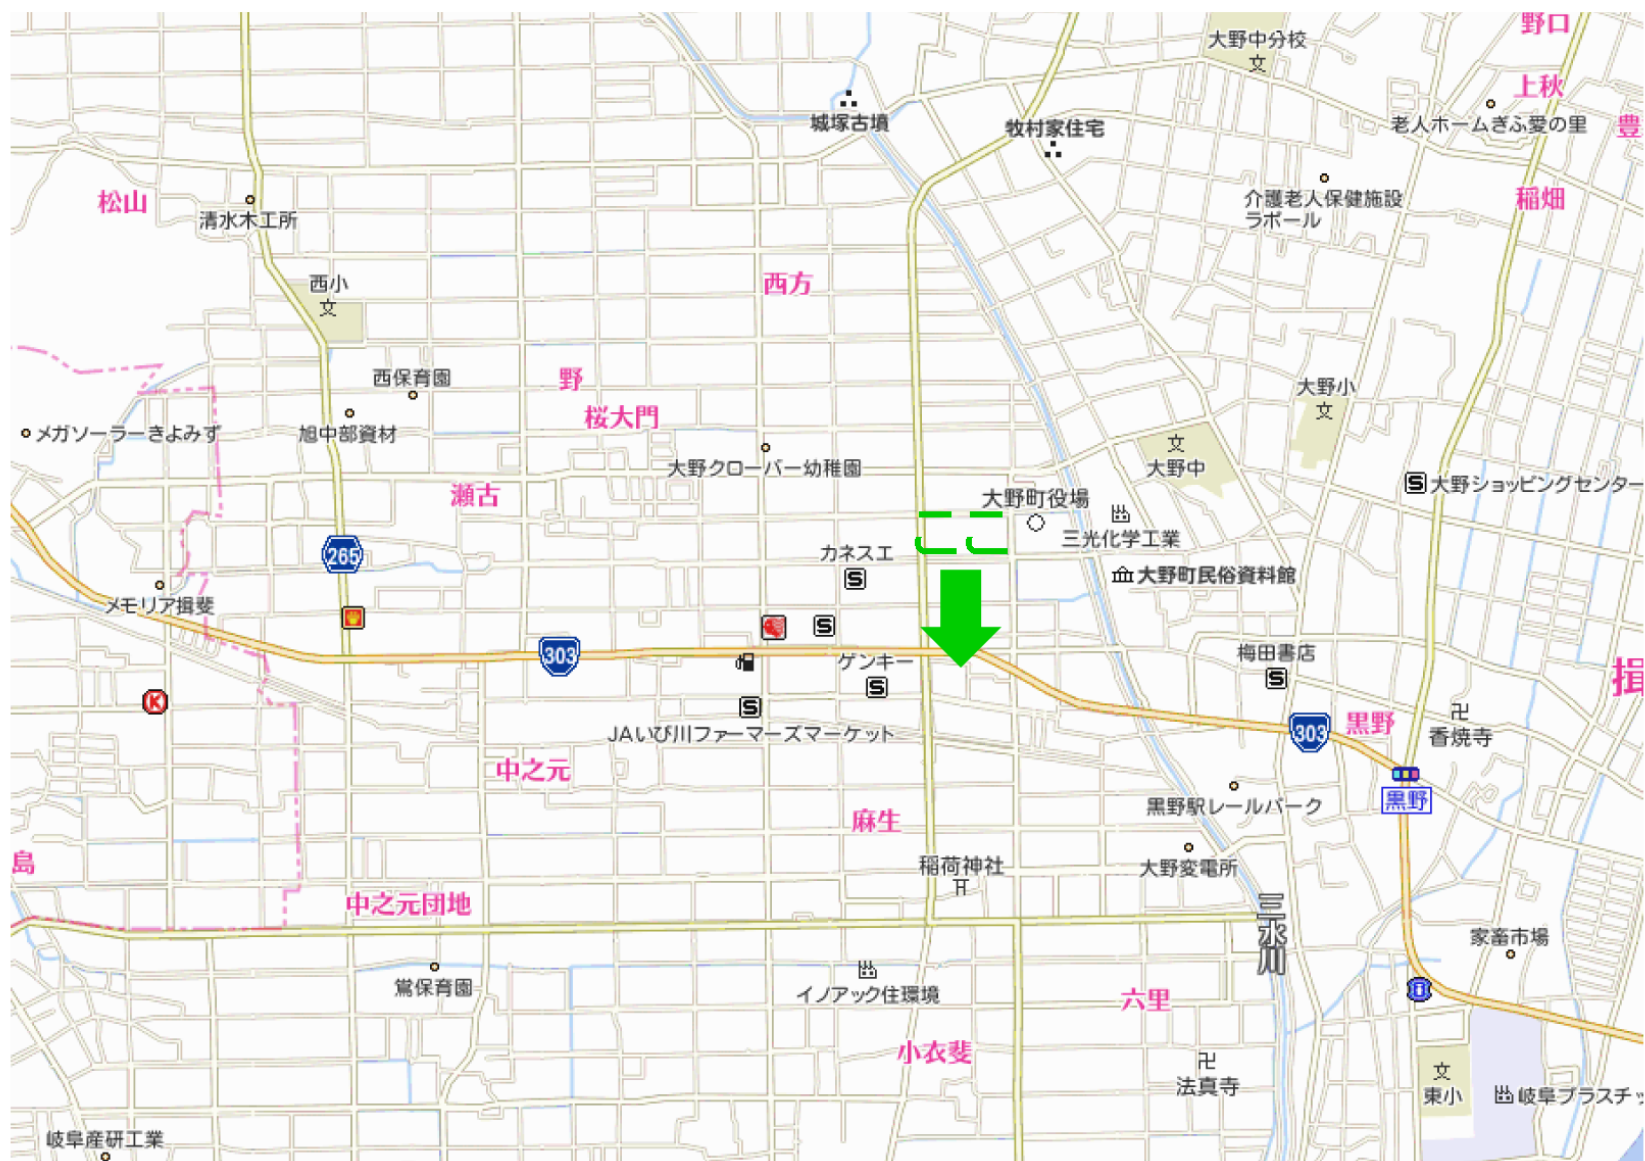 野口
大野中分校
文
上秋
城塚古墳
牧村家住宅
老人ホームぎふ愛の里
豊
松山
清水木工所
介護老人保健施設
ラポール
稲畑
西小
文
西方
西保育園
野
桜大門
大野小
文
メガソーラーきよみず
旭中部資材
大野クローバー幼稚園
文
大野中
瀬古
大野町役場
S
大野ショッピングセンター
265
カネスエ
S
三光化学工業
大野町民俗資料館
メモリア揖斐
S
303
ゲンキー
S
梅田書店
S
揖
K
S
JAいび川ファーマーズマーケット
303
黒野
香焼寺
中之元
黒野駅レールパーク
黒野
麻生
島
稲荷神社
大野変電所
中之元団地
三水川
家畜市場
鴬保育園
イノアック住環境
六里
小衣斐
法真寺
文
東小
岐阜プラスチッ
岐阜産研工業